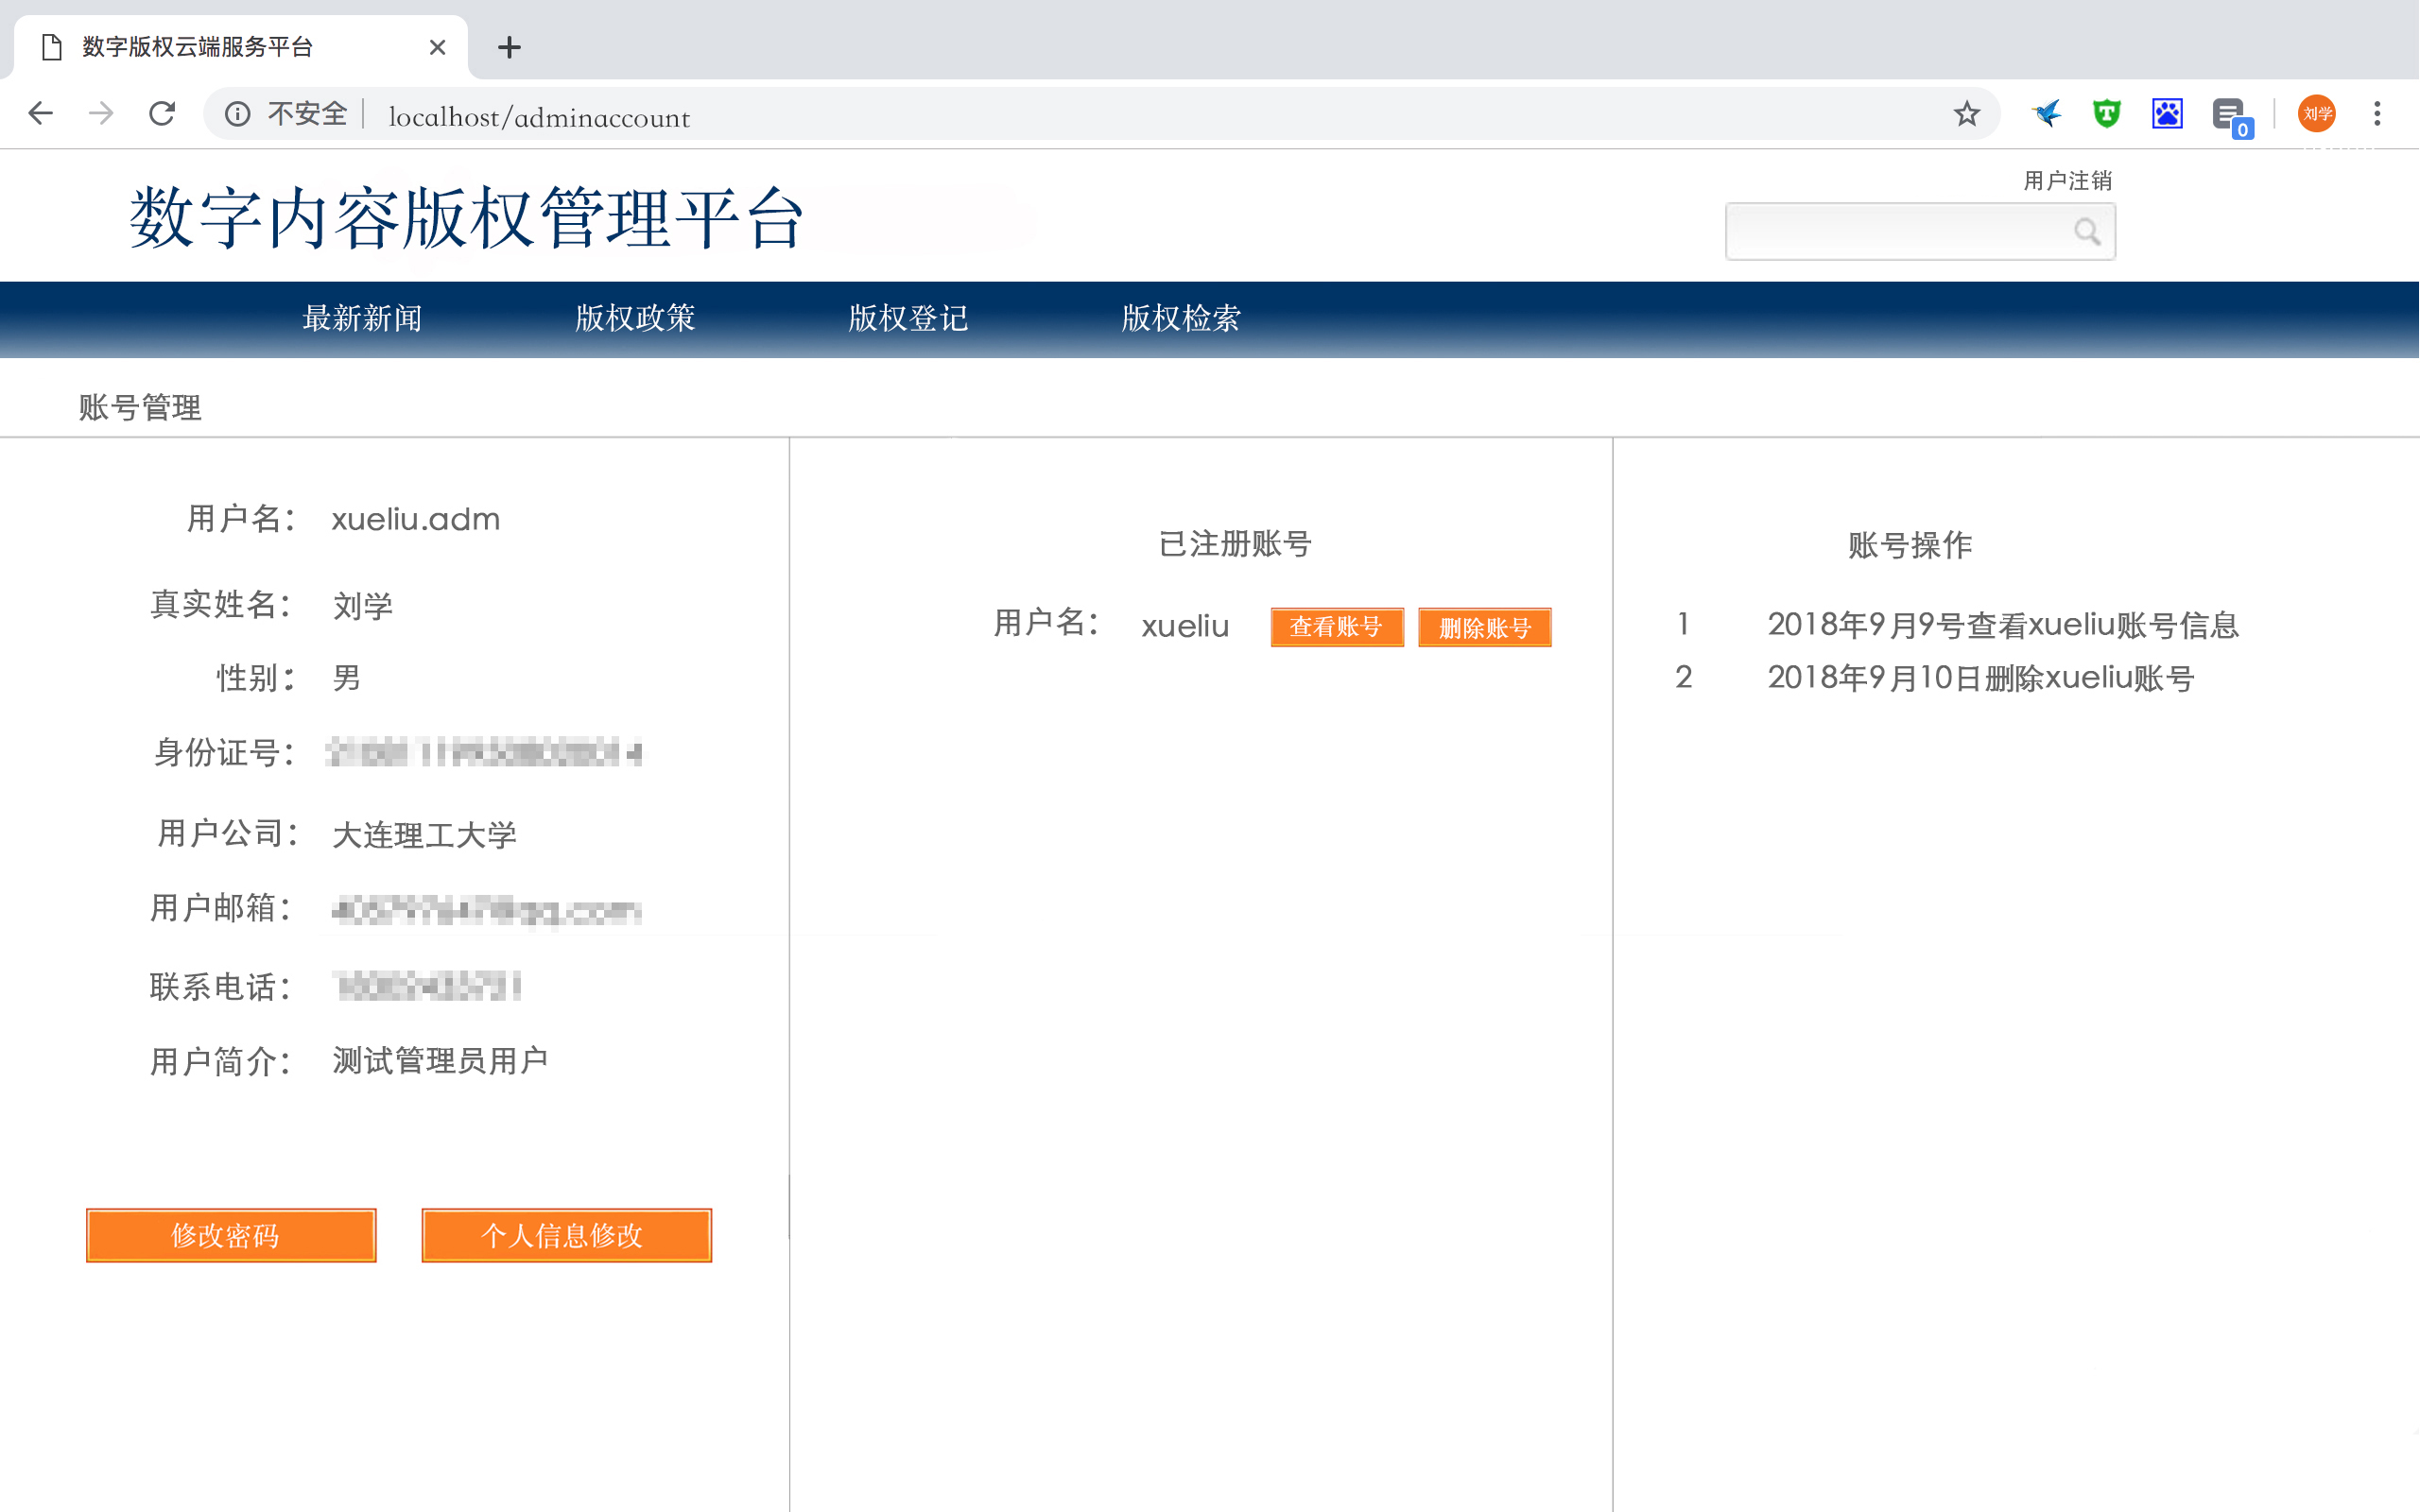 数字版权云端服务平台
不安全 localhost/adminaccount
0
刘学
用户注销
数字内容版权管理平台
最新新闻 版权政策 版权登记 版权检索
账号管理
用户名： xueliu.adm
真实姓名： 刘学
性别： 男
身份证号：
用户公司： 大连理工大学
用户邮箱：
联系电话：
用户简介： 测试管理员用户
修改密码 个人信息修改
已注册账号
用户名： xueliu 查看账号 删除账号
账号操作
1 2018年9月9号查看xueliu账号信息
2 2018年9月10日删除xueliu账号